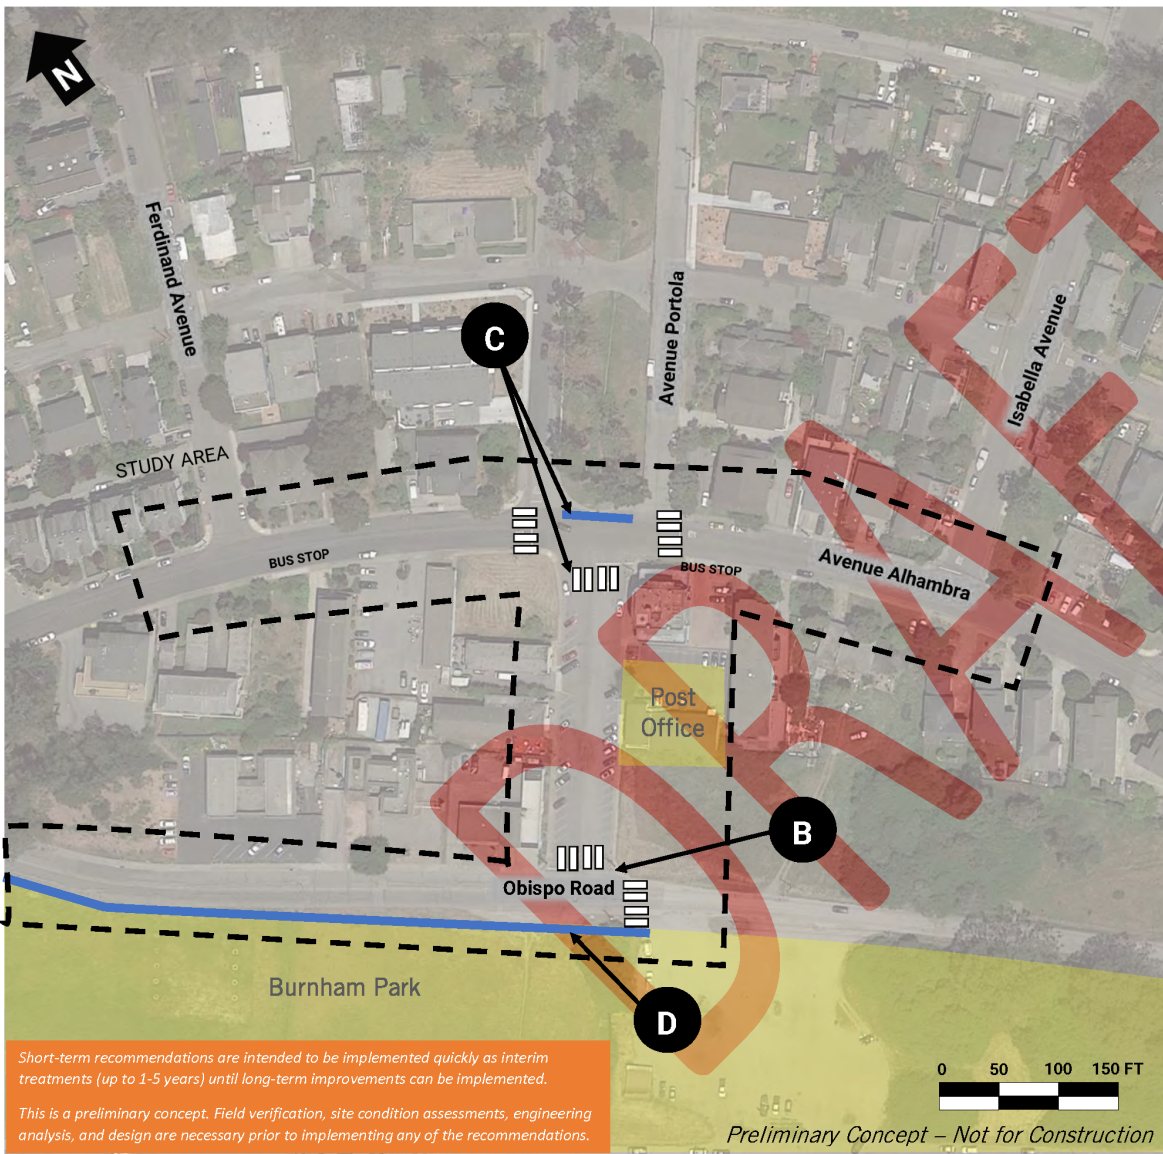 N
Ferdinand Avenue
Avenue Portola
Isabella Avenue
C
STUDY AREA
BUS STOP
BUS STOP
Avenue Alhambra
Post
Office
B
Obispo Road
Burnham Park
D
DRAFT
Short-term recommendations are intended to be implemented quickly as interim
treatments (up to 1-5 years) until long-term improvements can be implemented.
This is a preliminary concept. Field verification, site condition assessments, engineering
analysis, and design are necessary prior to implementing any of the recommendations.
0 50 100 150 FT
Preliminary Concept – Not for Construction